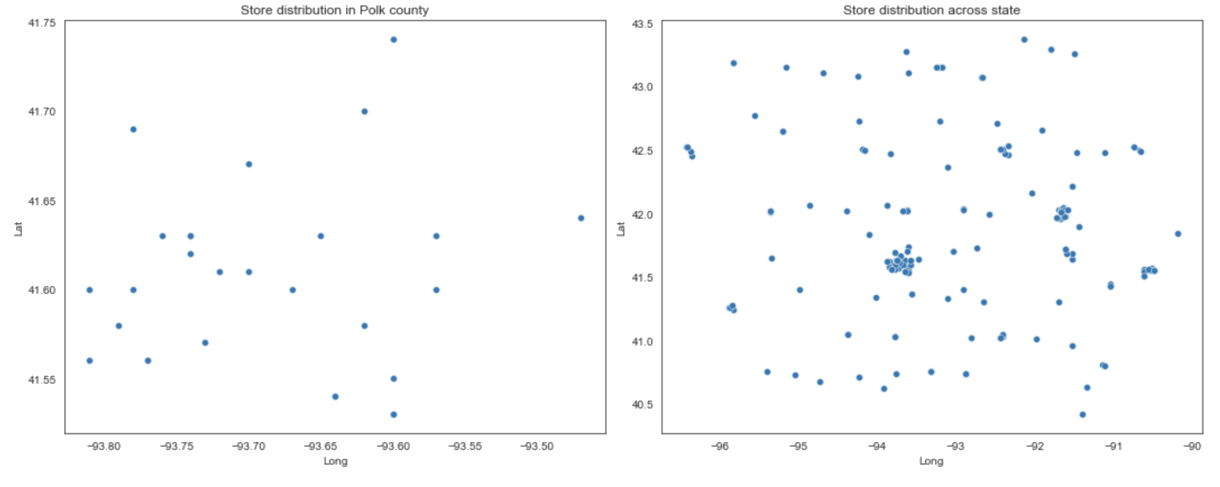 Store distribution in Polk county
41.75
41.70
41.65
41.60
41.55
Lat
−93.80 −93.75 −93.70 −93.65 −93.60 −93.55 −93.50
Long
Store distribution across state
43.5
43.0
42.5
42.0
41.5
41.0
40.5
Lat
−96 −95 −94 −93 −92 −91 −90
Long